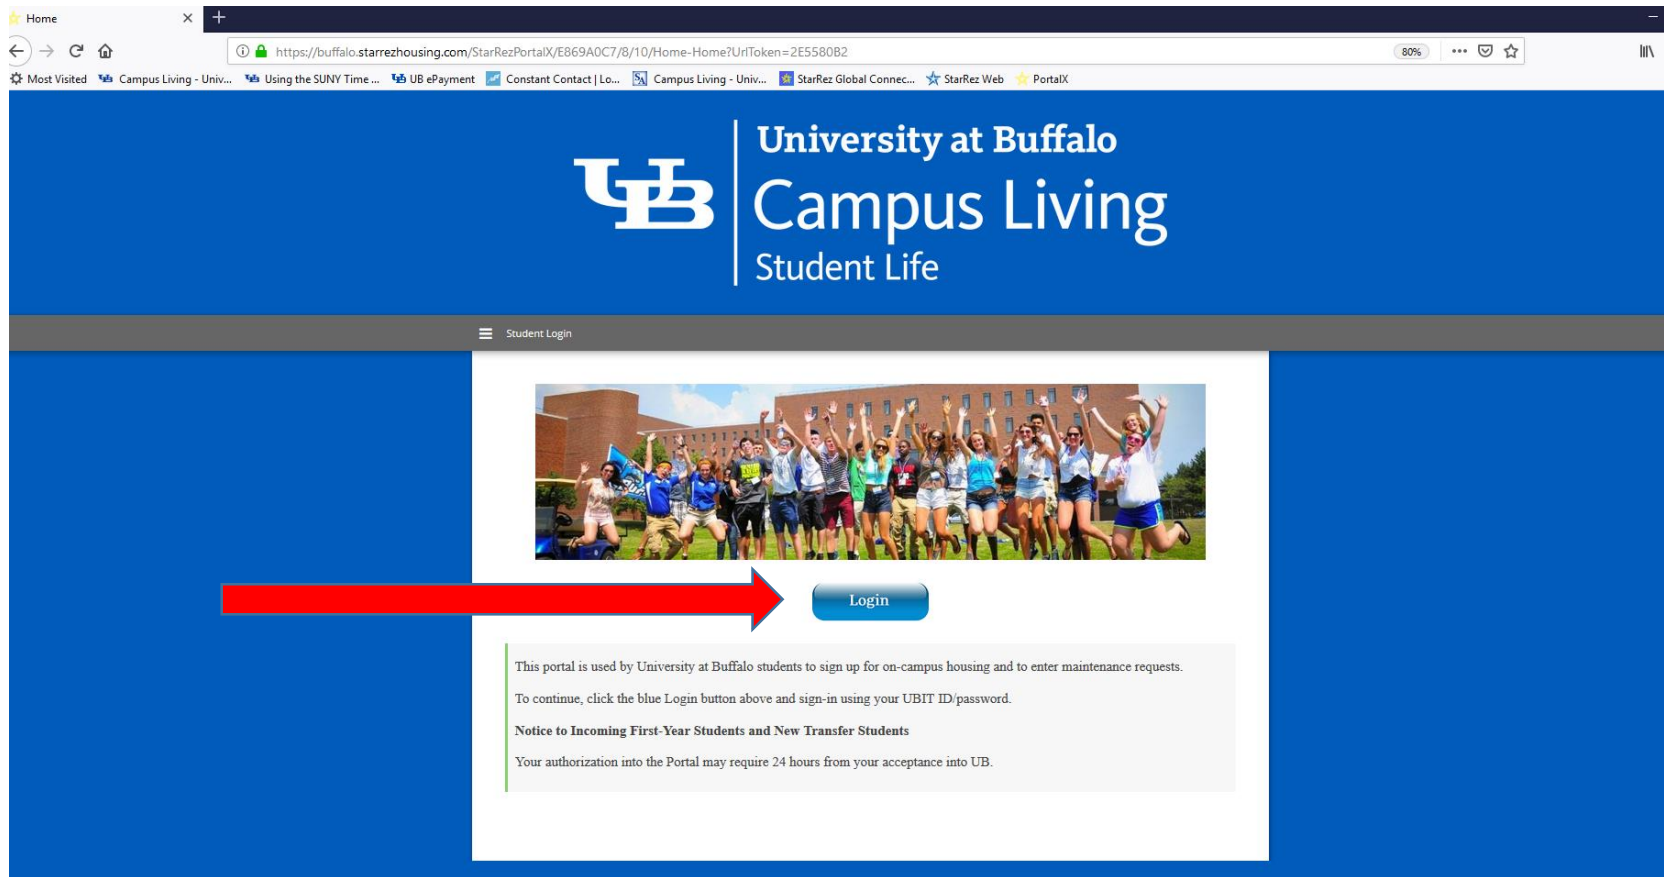 Home
https://buffalo.starrezhousing.com/StarRezPortalX/E869A0C7/8/10/Home-Home?UrlToken=2E5580B2
80%
Most Visited Campus Living - Univ... Using the SUNY Time ... UB ePayment Constant Contact | Lo... SA Campus Living - Univ... StarRez Global Connec... StarRez Web PortalX
UB
University at Buffalo
Campus Living
Student Life
Student Login
Login
This portal is used by University at Buffalo students to sign up for on-campus housing and to enter maintenance requests.
To continue, click the blue Login button above and sign-in using your UBIT ID/password.
Notice to Incoming First-Year Students and New Transfer Students
Your authorization into the Portal may require 24 hours from your acceptance into UB.